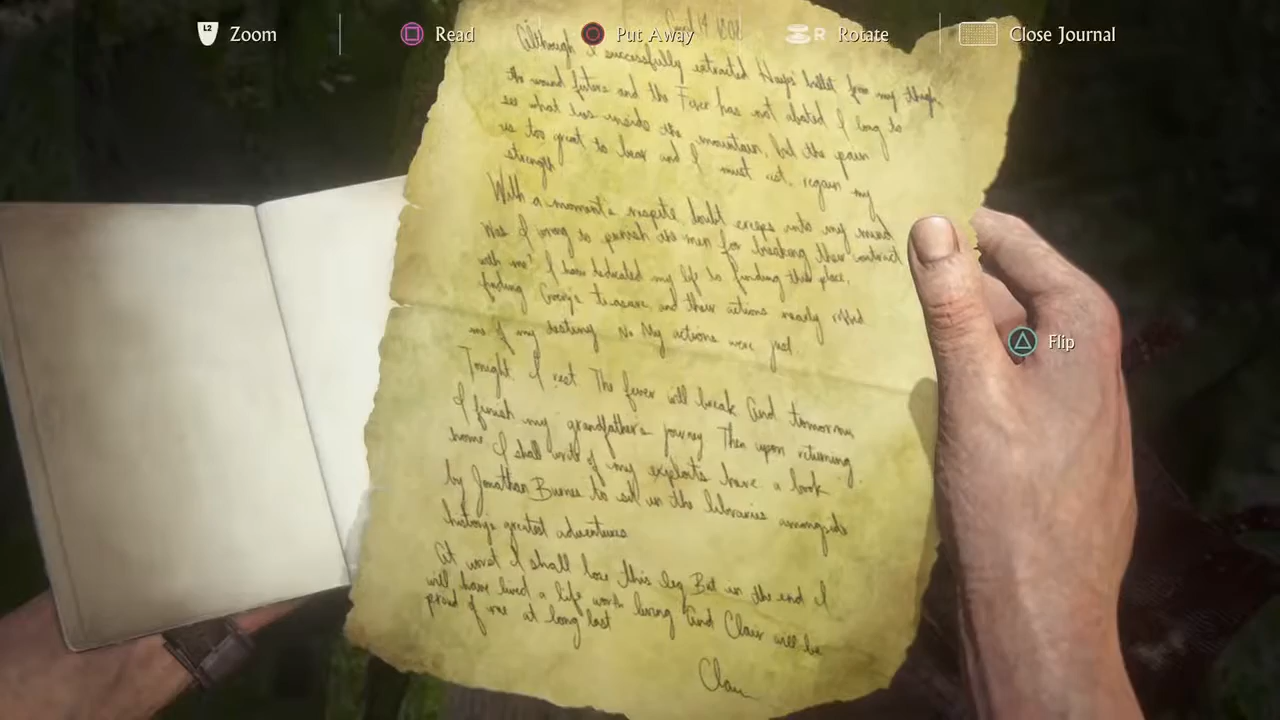 L2 Zoom
Read
Put Away
R Rotate
Close Journal
April 19 1808
Although I successfully extracted Hays' bullet from my thigh,
the wound festers and the Fever has not abated I long to
see what lies inside the mountain, but the pain
is too great to bear and I must rest, regain my
strength
With a moment's respite doubt creeps into my mind
Was I wrong to punish the men for breaking their contract
with me? I have dedicated my life to finding this place,
finding treasure, and their actions nearly robbed
me of my destiny No My actions were just.
Tonight, I rest The fever will break And tomorrow
I finish my grandfather's journey Then upon returning
home, I shall write of my exploits have a book
by Jonathan Burnes to sit in the libraries amongside
history's greatest adventures
At worst I shall lose this leg But in the end I
will have lived a life worth living And Clair will be
proud of me at long last
Clair
Flip